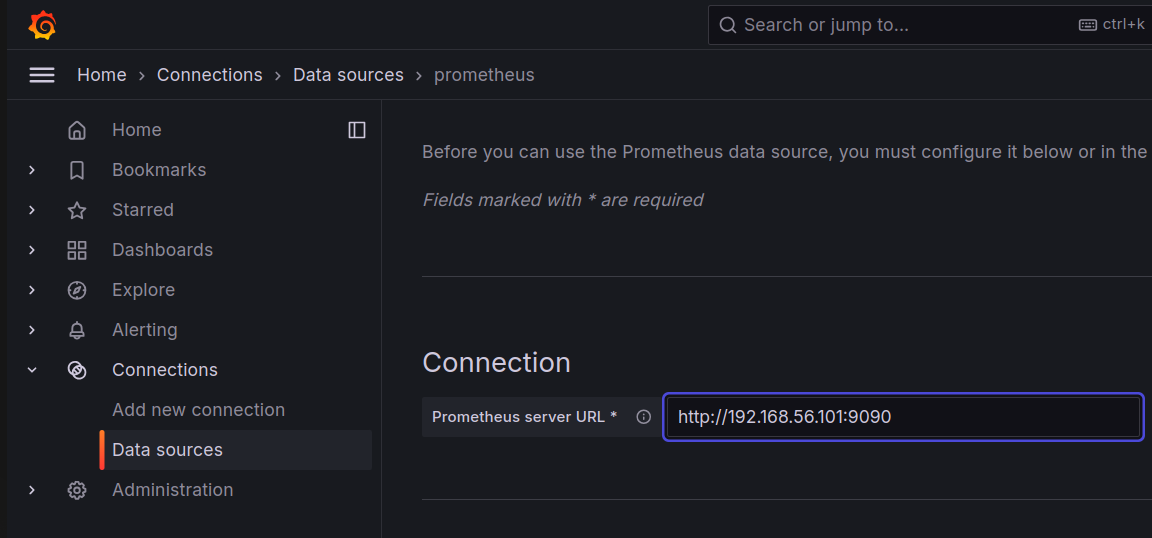 Search or jump to... ctrl+k
Home › Connections › Data sources › prometheus
Home
Bookmarks
Starred
Dashboards
Explore
Alerting
Connections
Add new connection
Data sources
Administration
Before you can use the Prometheus data source, you must configure it below or in the
Fields marked with * are required
Connection
Prometheus server URL * http://192.168.56.101:9090